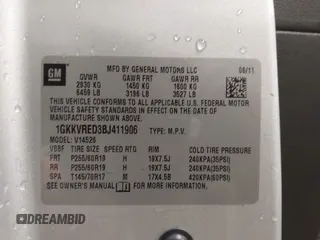 GM
MFD BY GENERAL MOTORS LLC
GVWR GAWR FRT GAWR RR 06/11
2930 KG 1450 KG 1600 KG
6459 LB 3196 LB 3527 LB
THIS VEHICLE CONFORMS TO ALL APPLICABLE U.S.
FEDERAL MOTOR VEHICLE SAFETY AND THEFT PREVENTION
STANDARDS IN EFFECT ON THE DATE OF
MANUFACTURE SHOWN ABOVE.
1GKKVRED3BJ411906 TYPE: M.P.V.
MODEL: V14526
TIRE SIZE SPEED RTG RIM COLD TIRE PRESSURE
FRT P255/60R19 H 19X7.5J 240KPA(35PSI)
RR P255/60R19 H 19X7.5J 240KPA(35PSI)
SPA T145/70R17 M 17X4.5B 420KPA(60PSI)
SEE OWNER'S MANUAL FOR MORE INFORMATION.
DREAMBID